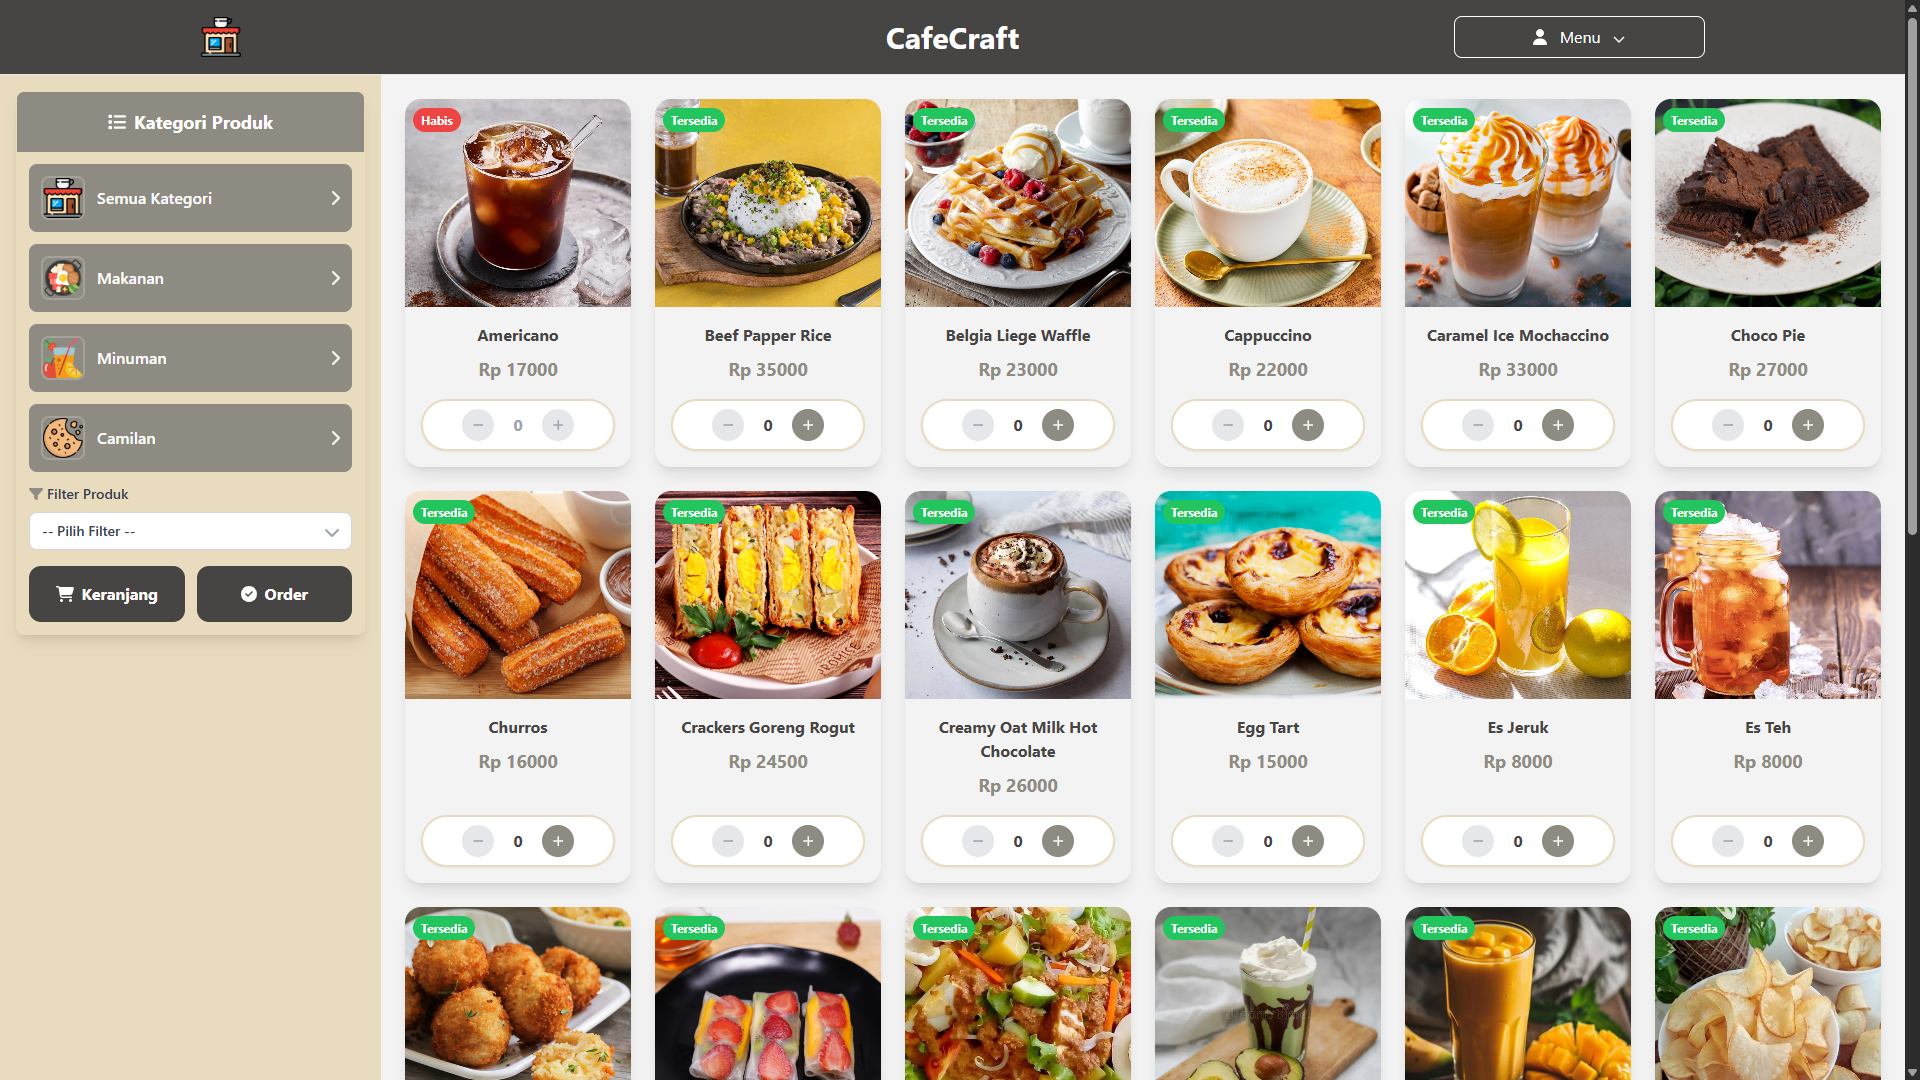 CafeCraft
Menu
Kategori Produk
Semua Kategori
Makanan
Minuman
Camilan
Filter Produk
-- Pilih Filter --
Keranjang
Order
Habis
Americano
Rp 17000
0
Tersedia
Beef Papper Rice
Rp 35000
0
Tersedia
Belgia Liege Waffle
Rp 23000
0
Tersedia
Cappuccino
Rp 22000
0
Tersedia
Caramel Ice Mochaccino
Rp 33000
0
Tersedia
Choco Pie
Rp 27000
0
Tersedia
Churros
Rp 16000
0
Tersedia
Crackers Goreng Rogut
Rp 24500
0
Tersedia
Creamy Oat Milk Hot
Chocolate
Rp 26000
0
Tersedia
Egg Tart
Rp 15000
0
Tersedia
Es Jeruk
Rp 8000
0
Tersedia
Es Teh
Rp 8000
0
Tersedia
Tersedia
Tersedia
Tersedia
Tersedia
Tersedia